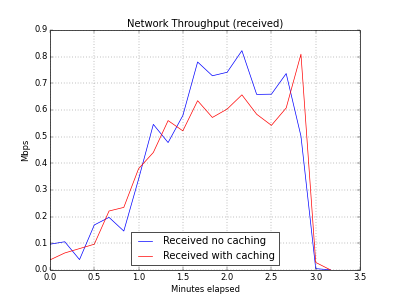 Network Throughput (received)
0.9
0.8
0.7
0.6
0.5
0.4
0.3
0.2
0.1
0.0
Mbps
Received no caching
Received with caching
0.0 0.5 1.0 1.5 2.0 2.5 3.0 3.5
Minutes elapsed